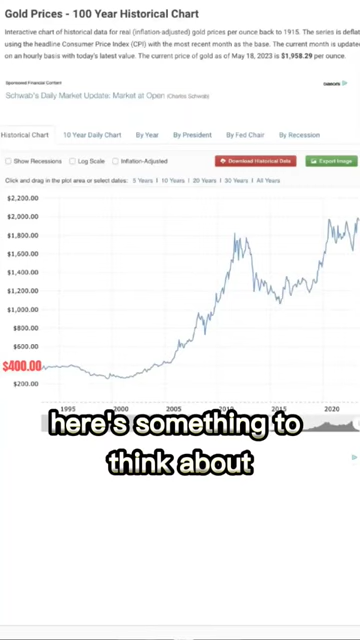 Gold Prices - 100 Year Historical Chart
Interactive chart of historical data for real (inflation-adjusted) gold prices per ounce back to 1915. The series is deflat
using the headline Consumer Price Index (CPI) with the most recent month as the base. The current month is update
on an hourly basis with today's latest value. The current price of gold as of May 18, 2023 is $1,958.29 per ounce.
Sponsored Financial Content
Schwab's Daily Market Update: Market at Open (Charles Schwab)
Historical Chart 10 Year Daily Chart By Year By President By Fed Chair By Recession
Show Recessions Log Scale Inflation-Adjusted Download Historical Data Export Image
Click and drag in the plot area or select dates: 5 Years | 10 Years | 20 Years | 30 Years | All Years
$2,200.00
$2,000.00
$1,800.00
$1,600.00
$1,400.00
$1,200.00
$1,000.00
$800.00
$600.00
$400.00
$200.00
1995 2000 2005 2010 2015 2020
here's something to
think about